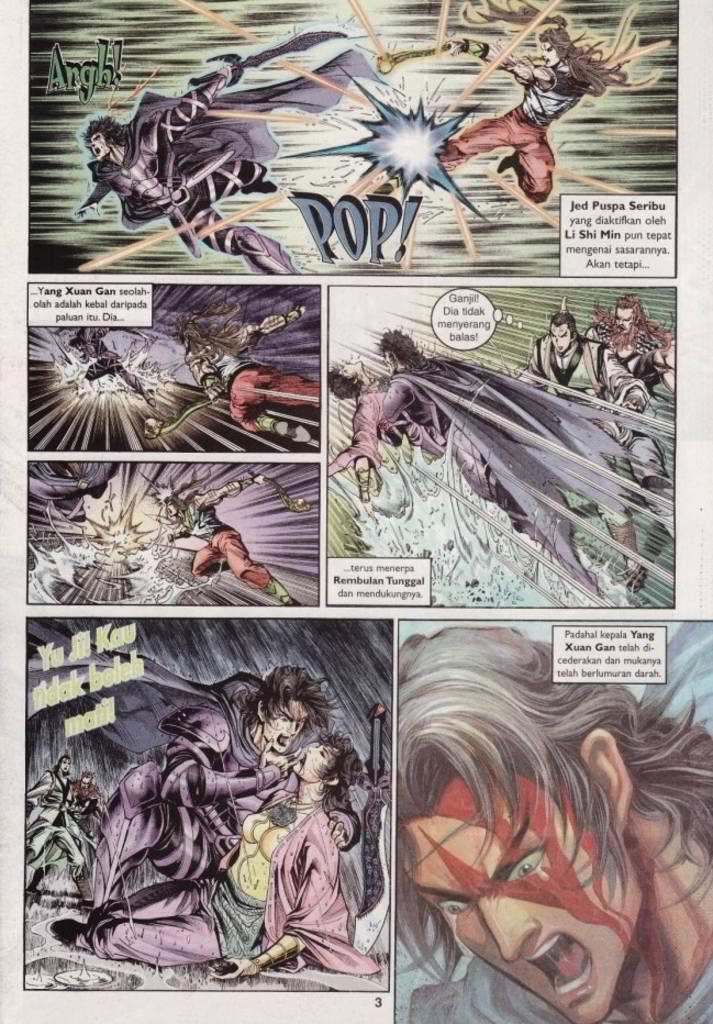 Angh!
POP!
Jed Puspa Seribu
yang diaktifkan oleh
Li Shi Min pun tepat
mengenai sasarannya.
Akan tetapi...
...Yang Xuan Gan seolah-
olah adalah kebal daripada
paluan itu. Dia...
Ganjil!
Dia tidak
menyerang
balas!
...terus menerpa
Rembulan Tunggal
dan mendukungnya.
Yu Ji! Kau
tidak boleh
mati!
Padahal kepala Yang
Xuan Gan telah di-
cederakan dan mukanya
telah berlumuran darah.
3